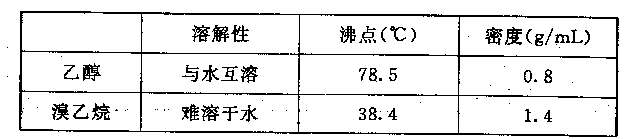 溶解性 沸点(℃) 密度(g/mL)
乙醇 与水互溶 78.5 0.8
溴乙烷 难溶于水 38.4 1.4